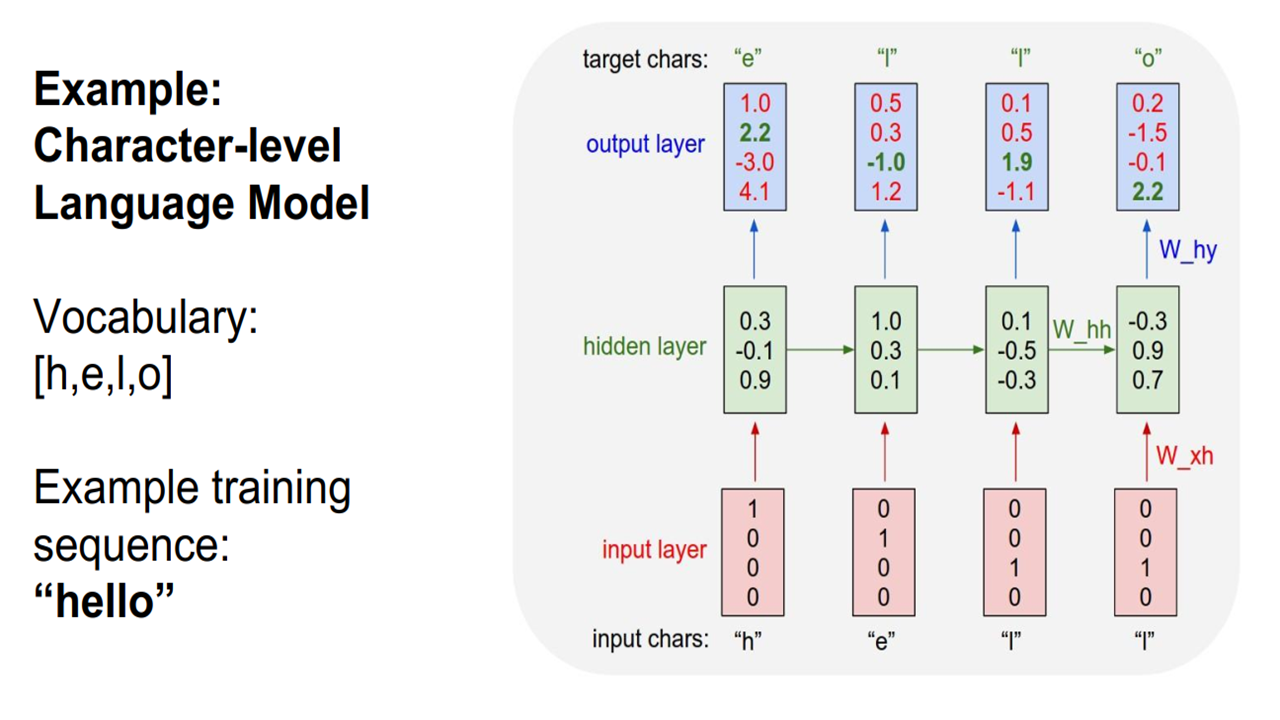 Example:
Character-level
Language Model
Vocabulary:
[h,e,l,o]
Example training
sequence:
“hello”
target chars: “e” “l” “l” “o”
1.0 0.5 0.1 0.2
2.2 0.3 0.5 -1.5
output layer
-3.0 -1.0 1.9 -0.1
4.1 1.2 -1.1 2.2
W_hy
0.3 1.0 0.1 -0.3
W_hh
hidden layer -0.1 0.3 -0.5 0.9
0.9 0.1 -0.3 0.7
W_xh
1 0 0 0
0 1 0 0
input layer
0 0 1 1
0 0 0 0
input chars: “h” “e” “l” “l”